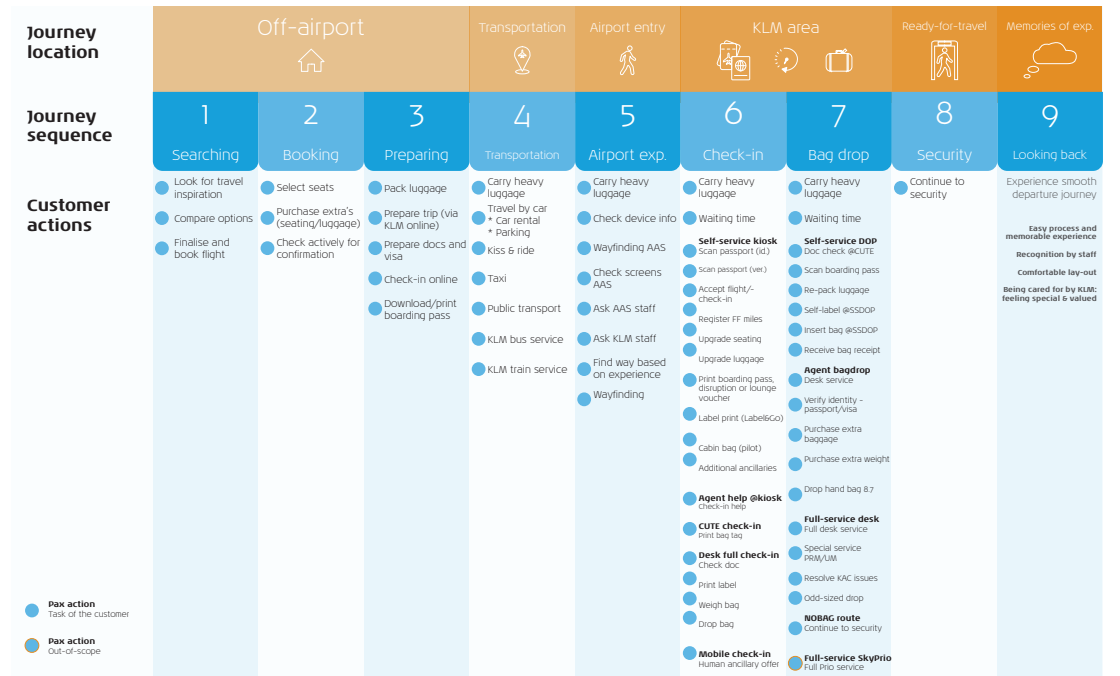 Journey
location
Off-airport
Transportation
Airport entry
KLM area
Ready-for-travel
Memories of exp.
Journey
sequence
1
Searching
2
Booking
3
Preparing
4
Transportation
5
Airport exp.
6
Check-in
7
Bag drop
8
Security
9
Looking back
Customer
actions
Look for travel
inspiration
Compare options
Finalise and
book flight
Select seats
Purchase extra's
(seating/luggage)
Check actively for
confirmation
Pack luggage
Prepare trip (via
KLM online)
Prepare docs and
visa
Check-in online
Download/print
boarding pass
Carry heavy
luggage
Travel by car
* Car rental
* Parking
Kiss & ride
Taxi
Public transport
KLM bus service
KLM train service
Carry heavy
luggage
Check device info
Wayfinding AAS
Check screens
AAS
Ask AAS staff
Ask KLM staff
Find way based
on experience
Wayfinding
Carry heavy
luggage
Waiting time
Self-service kiosk
Scan passport (id.)
Scan passport (ver.)
Accept flight/-
check-in
Register FF miles
Upgrade seating
Upgrade luggage
Print boarding pass,
disruption or lounge
voucher
Label print (Label&Go)
Cabin bag (pilot)
Additional ancillaries
Agent help @kiosk
Check-in help
CUTE check-in
Print bag tag
Desk full check-in
Check doc
Print label
Weigh bag
Drop bag
Mobile check-in
Human ancillary offer
Carry heavy
luggage
Waiting time
Self-service DOP
Doc check @CUTE
Scan boarding pass
Re-pack luggage
Self-label @SSDOP
Insert bag @SSDOP
Receive bag receipt
Agent bagdrop
Desk service
Verify identity -
passport/visa
Purchase extra
baggage
Purchase extra weight
Drop hand bag 8.7
Full-service desk
Full desk service
Special service
PRM/UM
Resolve KAC issues
Odd-sized drop
NOBAG route
Continue to security
Full-service SkyPrio
Full Prio service
Continue to
security
Experience smooth
departure journey
Easy process and
memorable experience
Recognition by staff
Comfortable lay-out
Being cared for by KLM:
feeling special & valued
Pax action
Task of the customer
Pax action
Out-of-scope